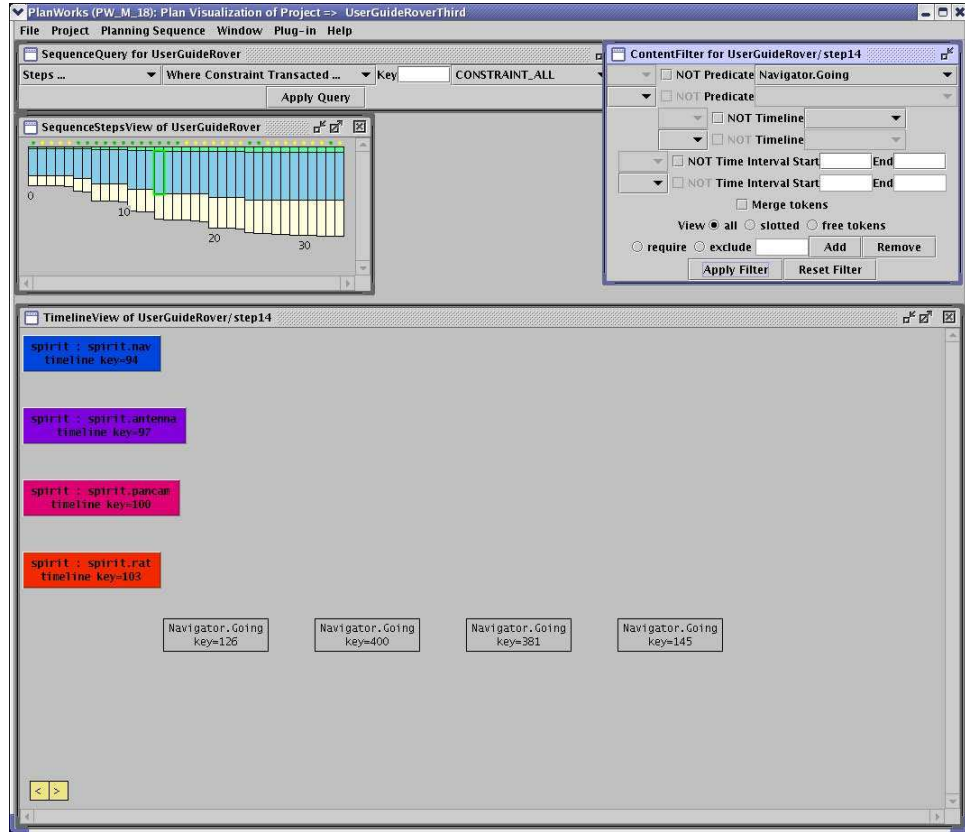 PlanWorks (PW_M_18): Plan Visualization of Project => UserGuideRoverThird
File Project Planning Sequence Window Plug-in Help
SequenceQuery for UserGuideRover
Steps ... Where Constraint Transacted ... Key CONSTRAINT_ALL
Apply Query
SequenceStepsView of UserGuideRover
0
10
20
30
ContentFilter for UserGuideRover/step14
NOT Predicate Navigator.Going
NOT Predicate
NOT Timeline
NOT Timeline
NOT Time Interval Start End
NOT Time Interval Start End
Merge tokens
View all slotted free tokens
require exclude Add Remove
Apply Filter Reset Filter
TimelineView of UserGuideRover/step14
spirit : spirit.nav
timeline key=94
spirit : spirit.antenna
timeline key=97
spirit : spirit.pancam
timeline key=100
spirit : spirit.rat
timeline key=103
Navigator.Going
key=126
Navigator.Going
key=400
Navigator.Going
key=381
Navigator.Going
key=145
< >